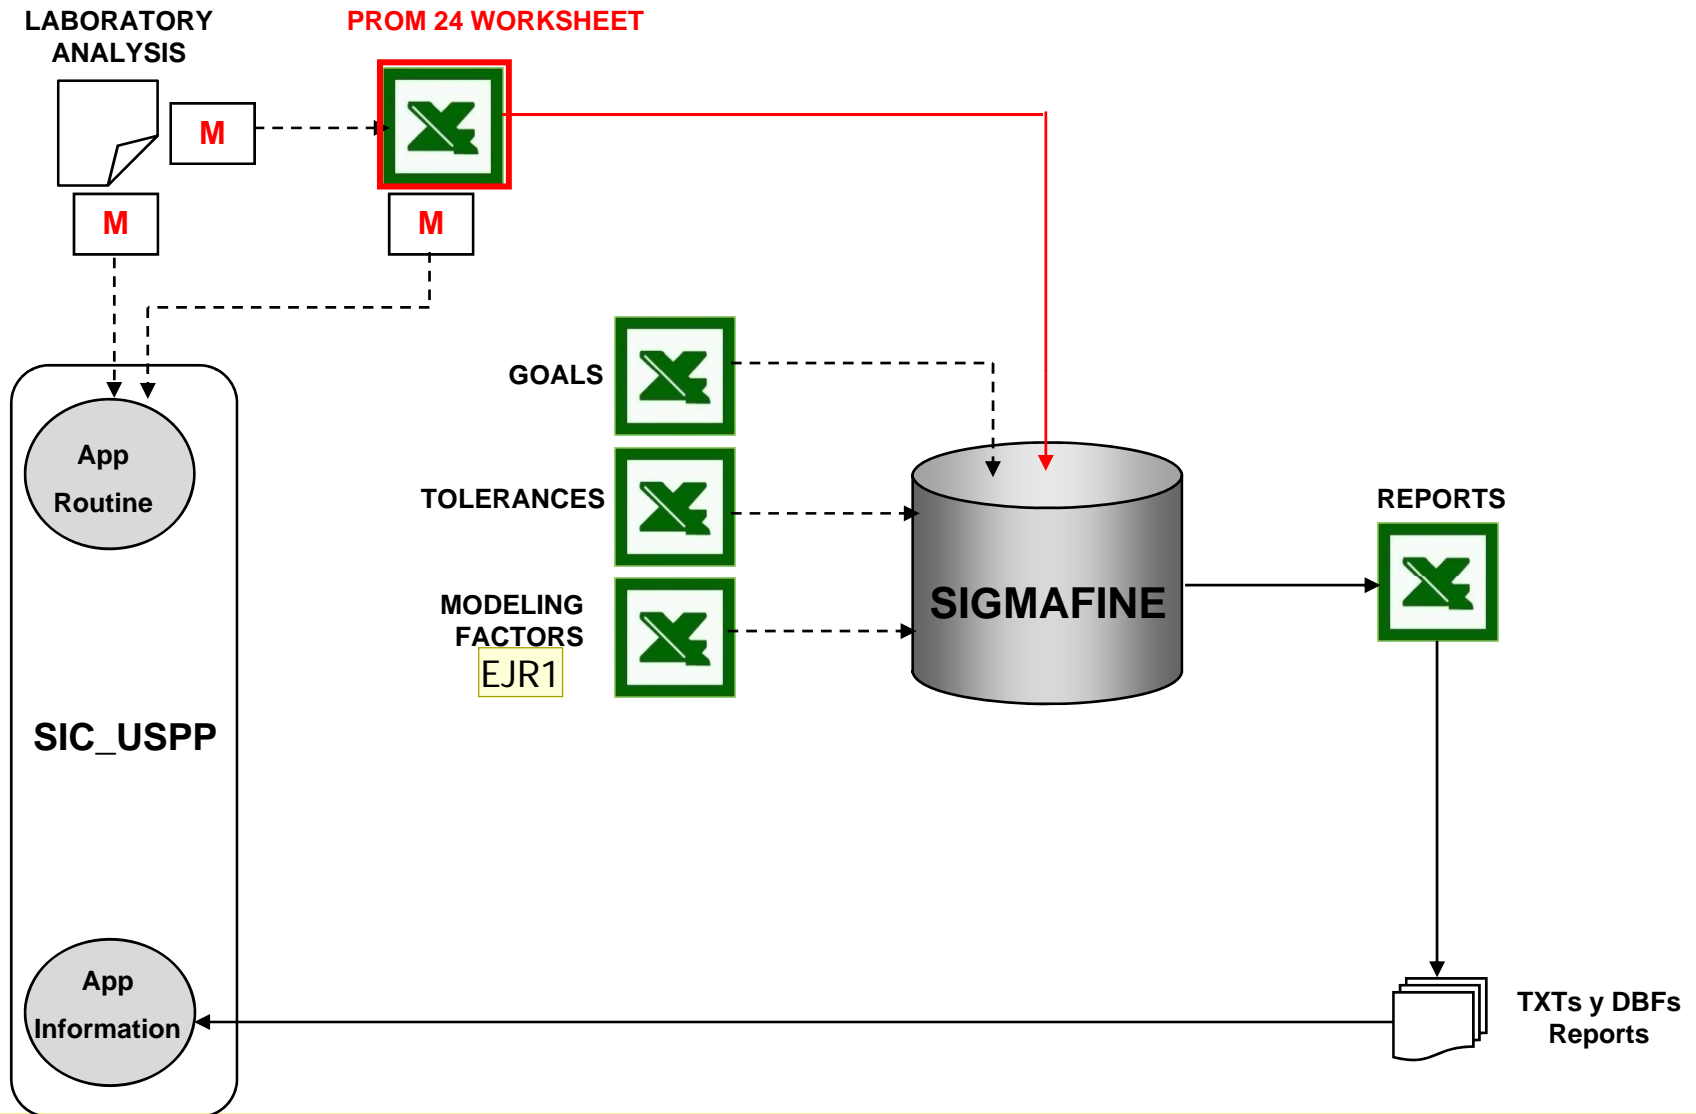 LABORATORY
ANALYSIS
PROM 24 WORKSHEET
M
M
M
GOALS
TOLERANCES
MODELING
FACTORS
EJR1
App
Routine
SIC_USPP
App
Information
SIGMAFINE
REPORTS
TXTs y DBFs
Reports